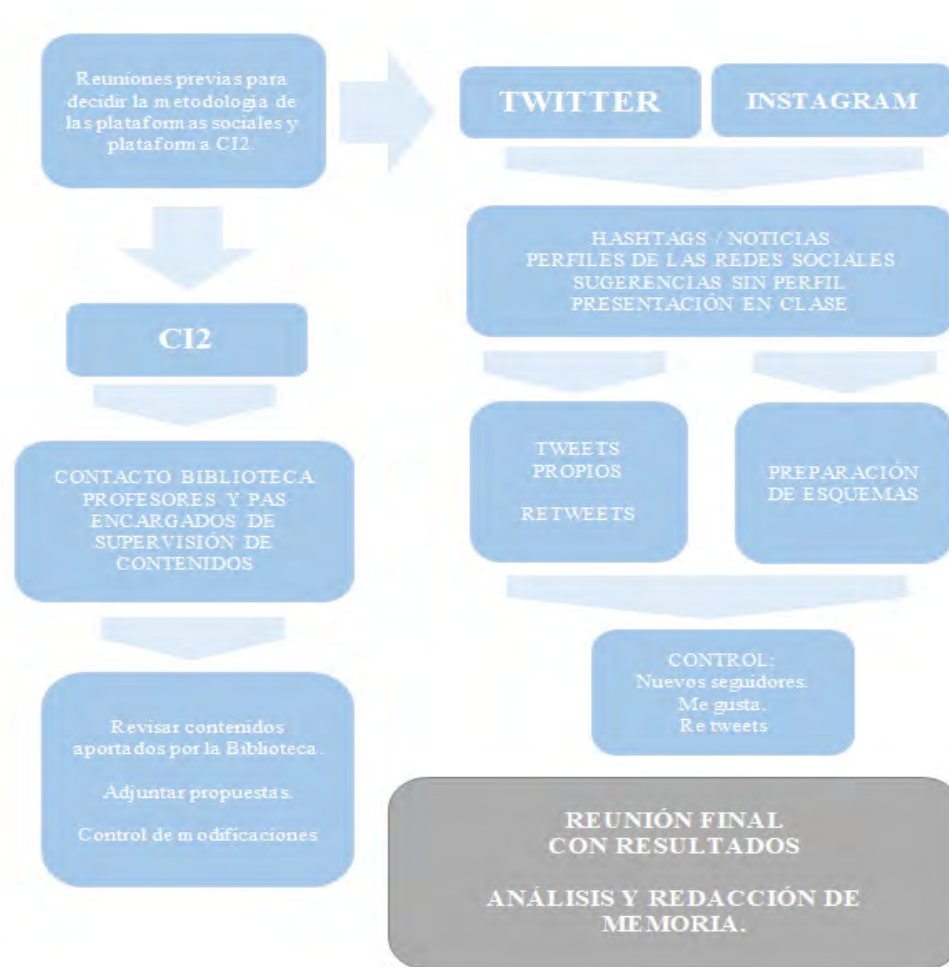 Reuniones previas para
decidir la metodología de
las plataformas sociales y
plataforma CI2.
TWITTER
INSTAGRAM
HASHTAGS / NOTICIAS
PERFILES DE LAS REDES SOCIALES
SUGERENCIAS SIN PERFIL
PRESENTACIÓN EN CLASE
CI2
TWEETS
PROPIOS
RETWEETS
PREPARACIÓN
DE ESQUEMAS
CONTACTO BIBLIOTECA
PROFESORES Y PAS
ENCARGADOS DE
SUPERVISIÓN DE
CONTENIDOS
CONTROL:
Nuevos seguidores.
Me gusta.
Re tweets
Revisar contenidos
aportados por la Biblioteca.
Adjuntar propuestas.
Control de modificaciones
REUNIÓN FINAL
CON RESULTADOS
ANÁLISIS Y REDACCIÓN DE
MEMORIA.